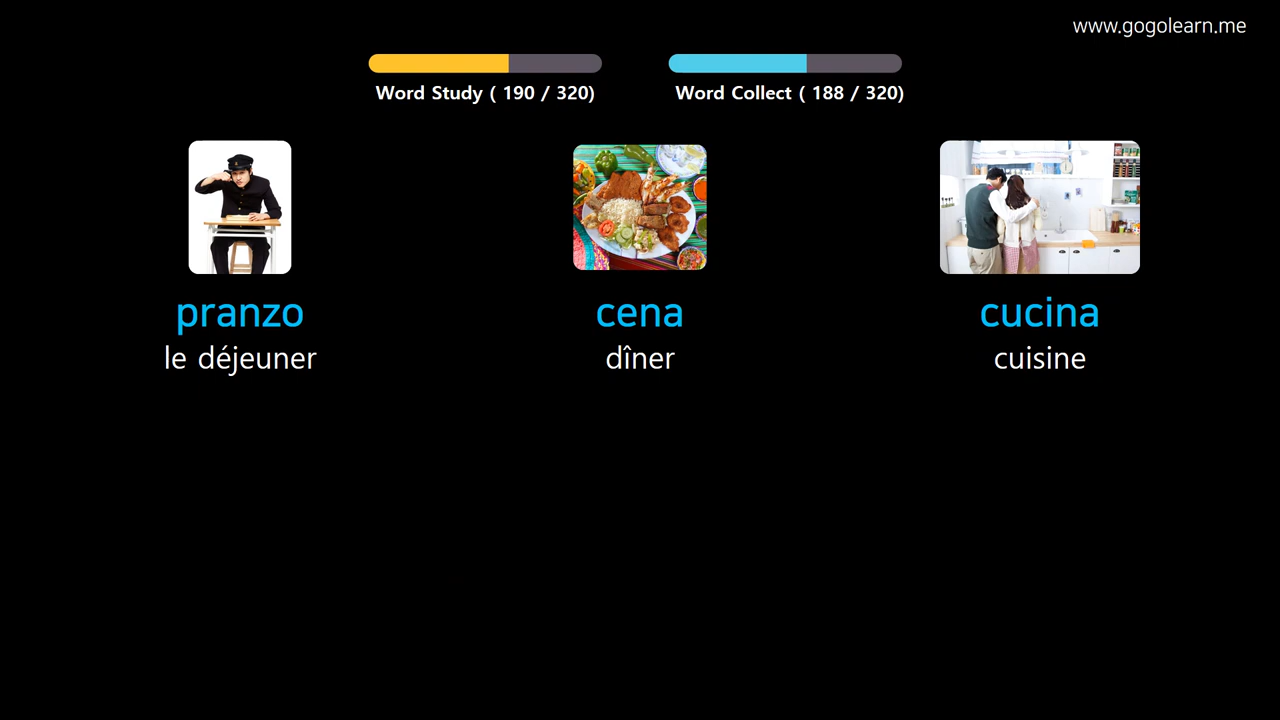 www.gogolearn.me
Word Study ( 190 / 320)
Word Collect ( 188 / 320)
pranzo
le déjeuner
cena
dîner
cucina
cuisine